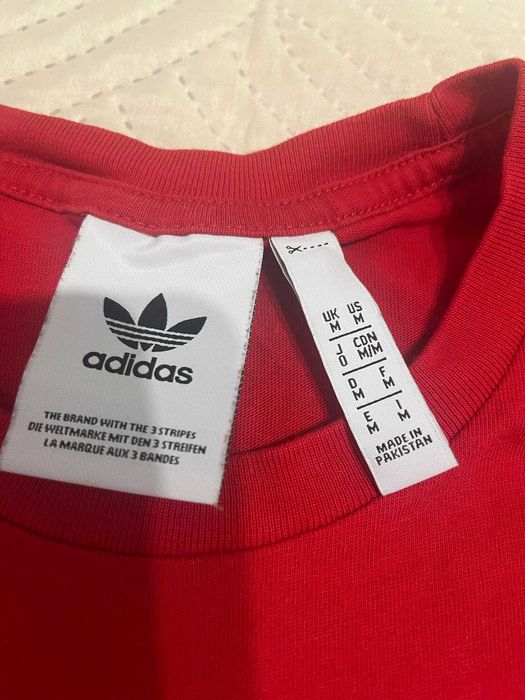 adidas
THE BRAND WITH THE 3 STRIPES
DIE WELTMARKE MIT DEN 3 STREIFEN
LA MARQUE AUX 3 BANDES
UK US
M M
J CDN
O M/M
D F
M M
E I
M M
MADE IN
PAKISTAN